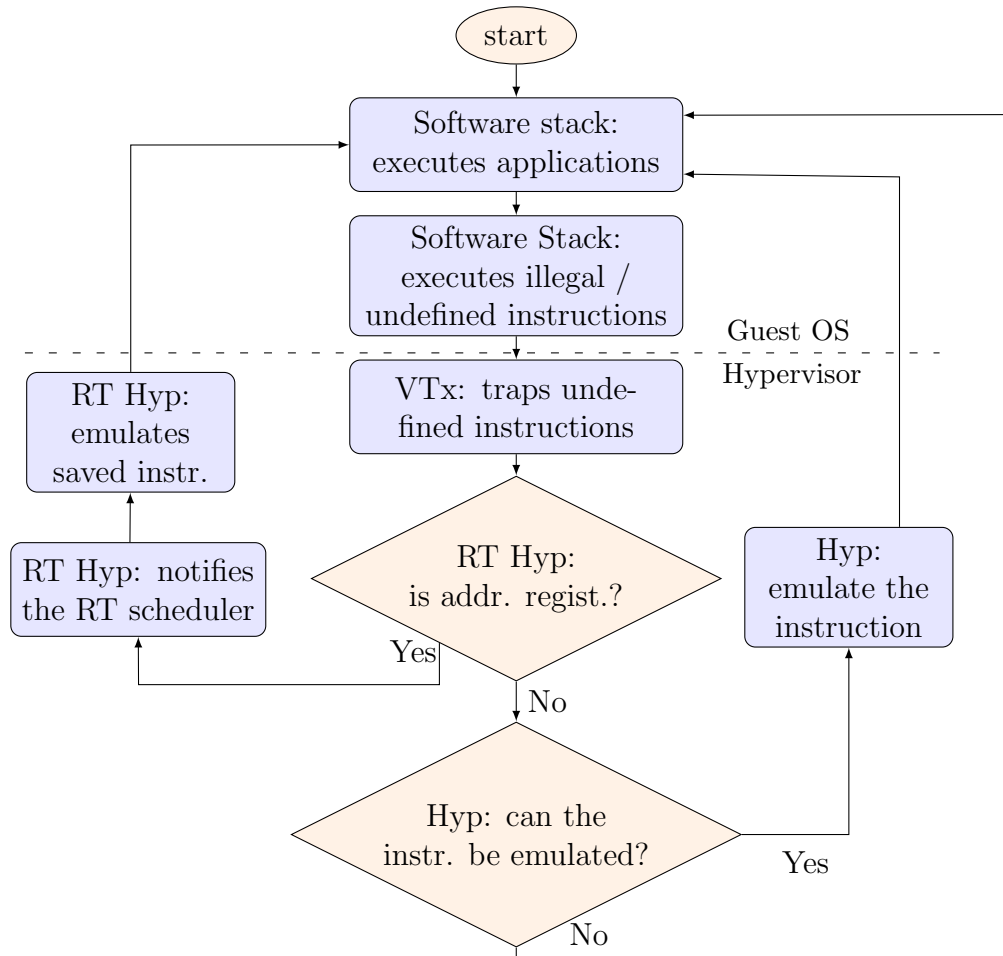 start
Software stack:
executes applications
Software Stack:
executes illegal /
undefined instructions
Guest OS
Hypervisor
VTx: traps unde-
fined instructions
RT Hyp:
emulates
saved instr.
RT Hyp: notifies
the RT scheduler
RT Hyp:
is addr. regist.?
Hyp:
emulate the
instruction
Yes
No
Hyp: can the
instr. be emulated?
Yes
No